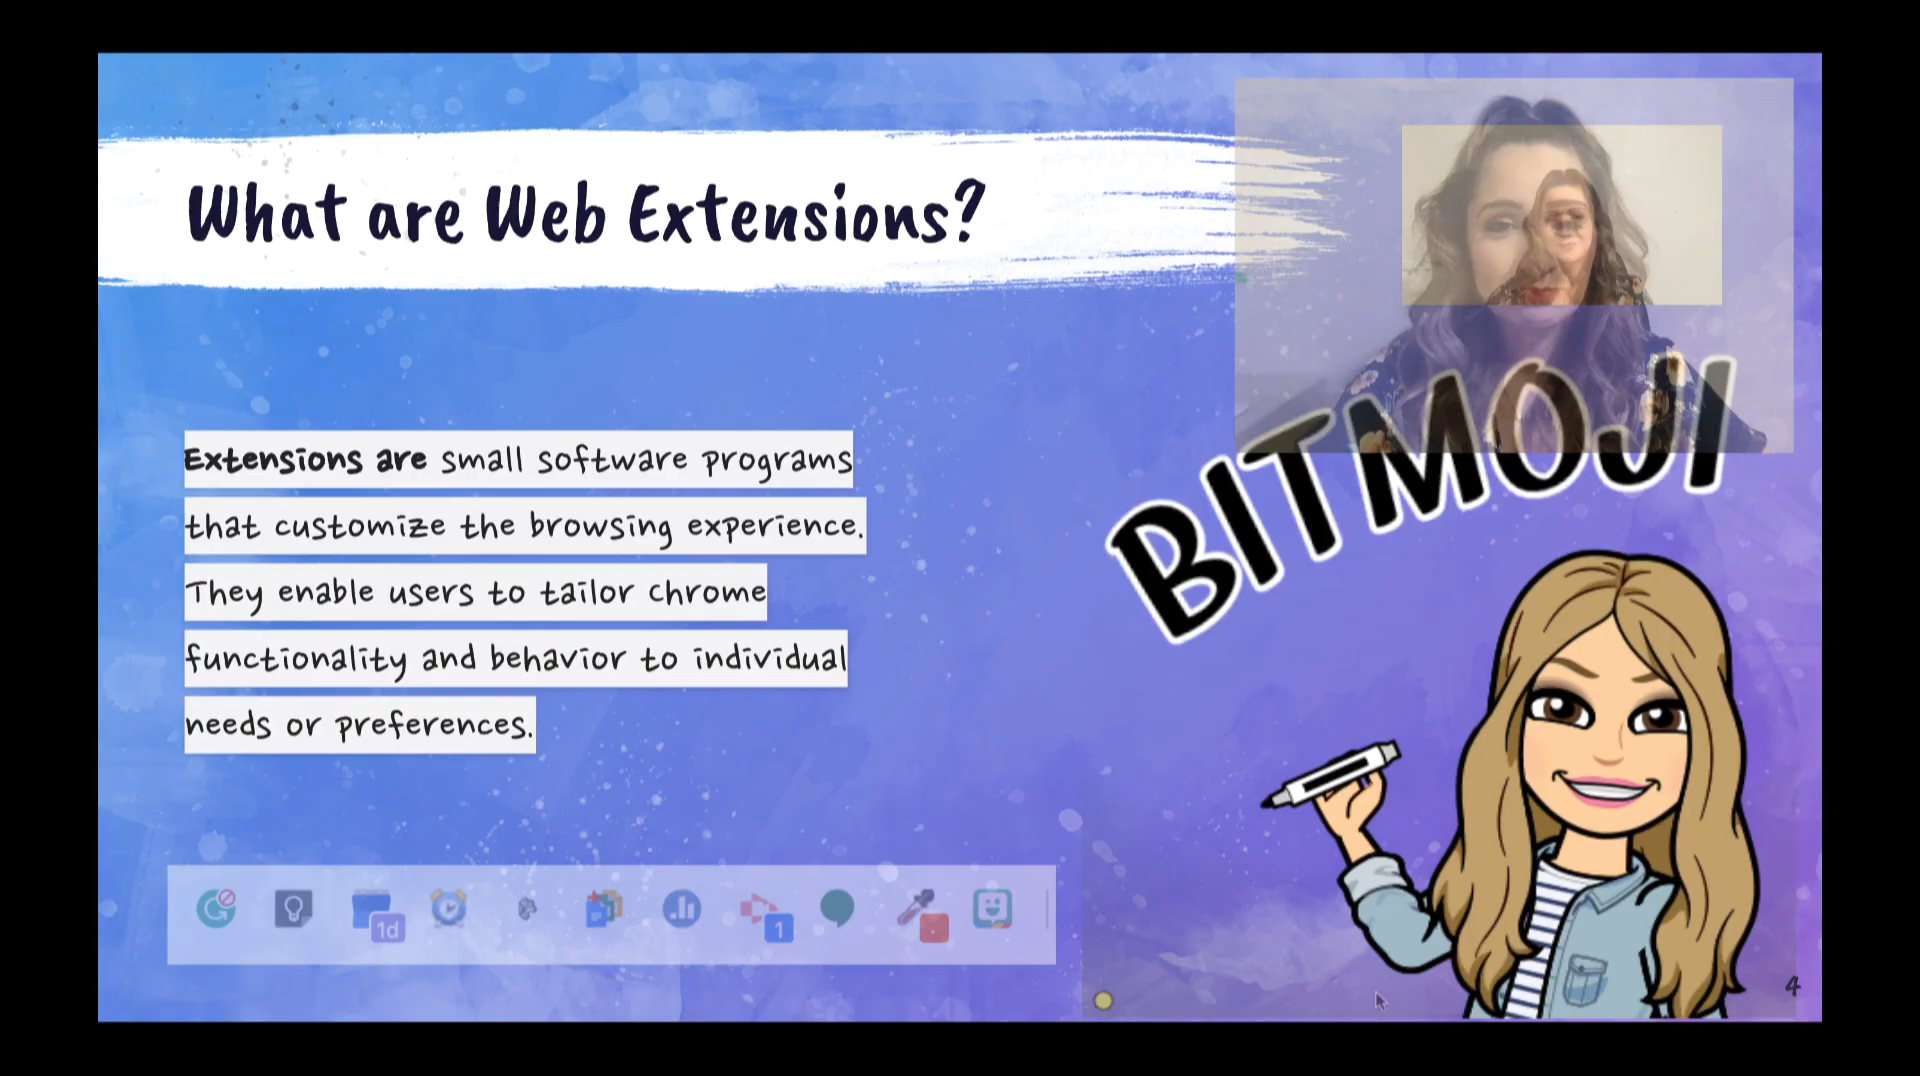 What are Web Extensions?
BITMOJI
Extensions are small software programs
that customize the browsing experience.
They enable users to tailor chrome
functionality and behavior to individual
needs or preferences.
1d
1
4